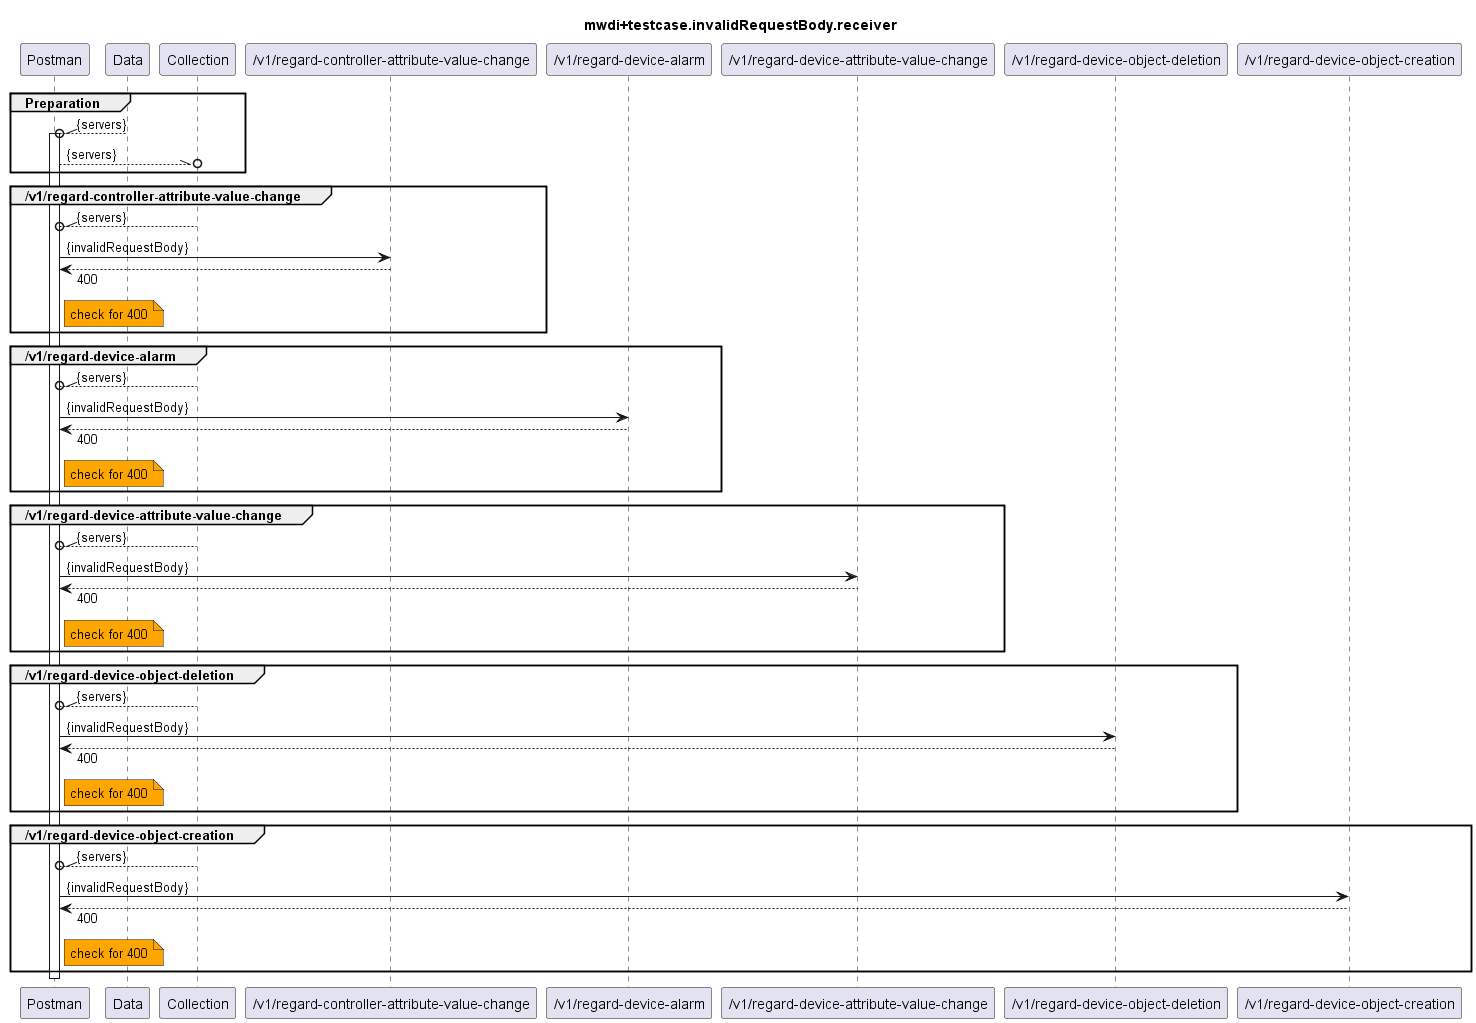 mwdi+testcase.invalidRequestBody.receiver
Postman Data Collection /v1/regard-controller-attribute-value-change /v1/regard-device-alarm /v1/regard-device-attribute-value-change /v1/regard-device-object-deletion /v1/regard-device-object-creation
Preparation
{servers}
{servers}
/v1/regard-controller-attribute-value-change
{servers}
{invalidRequestBody}
400
check for 400
/v1/regard-device-alarm
{servers}
{invalidRequestBody}
400
check for 400
/v1/regard-device-attribute-value-change
{servers}
{invalidRequestBody}
400
check for 400
/v1/regard-device-object-deletion
{servers}
{invalidRequestBody}
400
check for 400
/v1/regard-device-object-creation
{servers}
{invalidRequestBody}
400
check for 400
Postman Data Collection /v1/regard-controller-attribute-value-change /v1/regard-device-alarm /v1/regard-device-attribute-value-change /v1/regard-device-object-deletion /v1/regard-device-object-creation